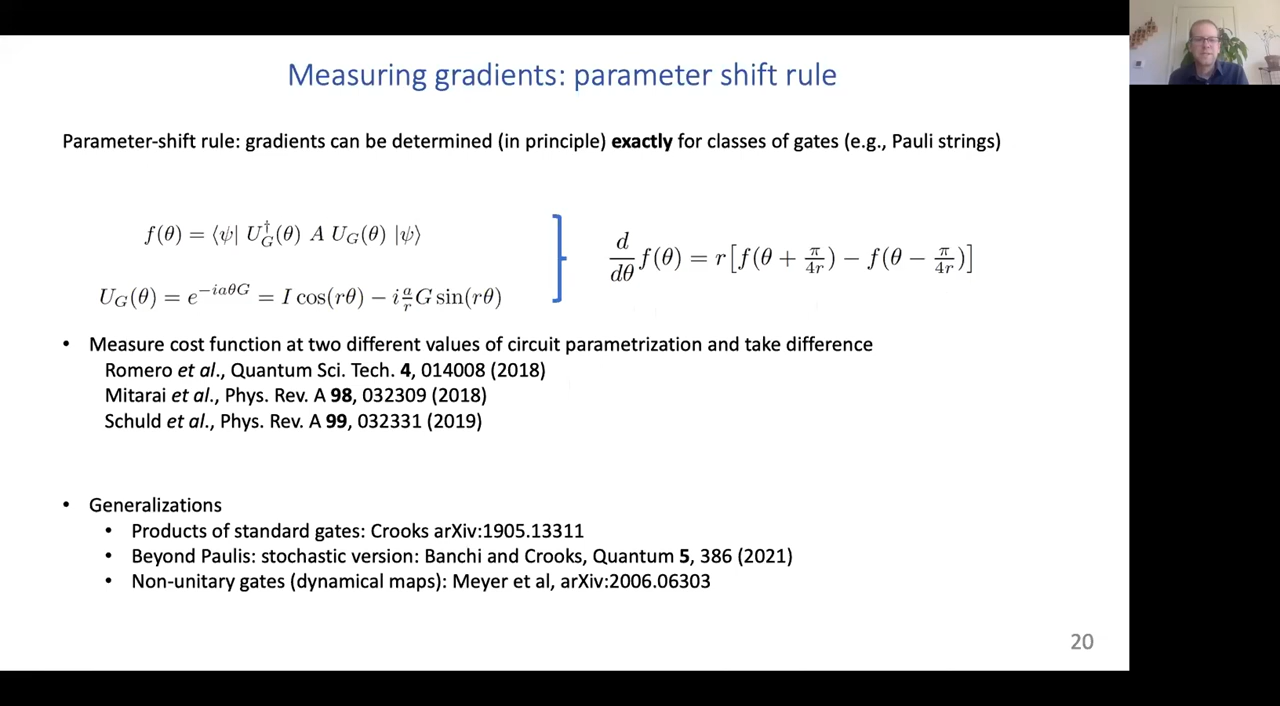 Measuring gradients: parameter shift rule
Parameter-shift rule: gradients can be determined (in principle) exactly for classes of gates (e.g., Pauli strings)
f(θ) = ⟨ψ| U_G^†(θ) A U_G(θ) |ψ⟩
U_G(θ) = e^{-iaθG} = I cos(rθ) − i a/r G sin(rθ)
d/dθ f(θ) = r[f(θ + π/4r) − f(θ − π/4r)]
• Measure cost function at two different values of circuit parametrization and take difference
Romero et al., Quantum Sci. Tech. 4, 014008 (2018)
Mitarai et al., Phys. Rev. A 98, 032309 (2018)
Schuld et al., Phys. Rev. A 99, 032331 (2019)
• Generalizations
• Products of standard gates: Crooks arXiv:1905.13311
• Beyond Paulis: stochastic version: Banchi and Crooks, Quantum 5, 386 (2021)
• Non-unitary gates (dynamical maps): Meyer et al, arXiv:2006.06303
20